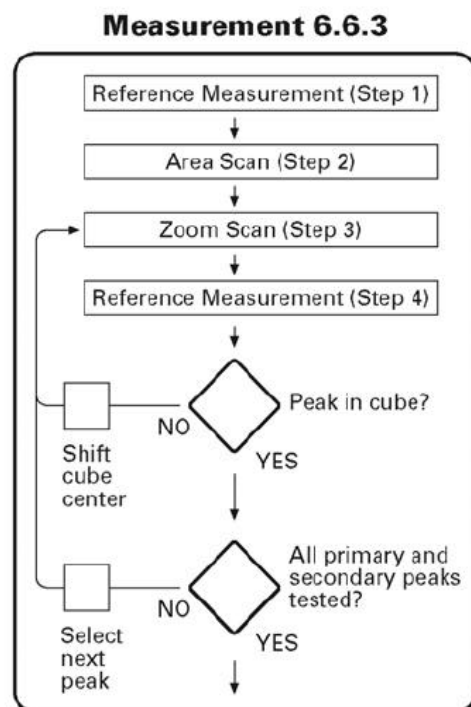 Measurement 6.6.3
Reference Measurement (Step 1)
Area Scan (Step 2)
Zoom Scan (Step 3)
Reference Measurement (Step 4)
Peak in cube?
NO
YES
Shift
cube
center
All primary and
secondary peaks
tested?
NO
YES
Select
next
peak